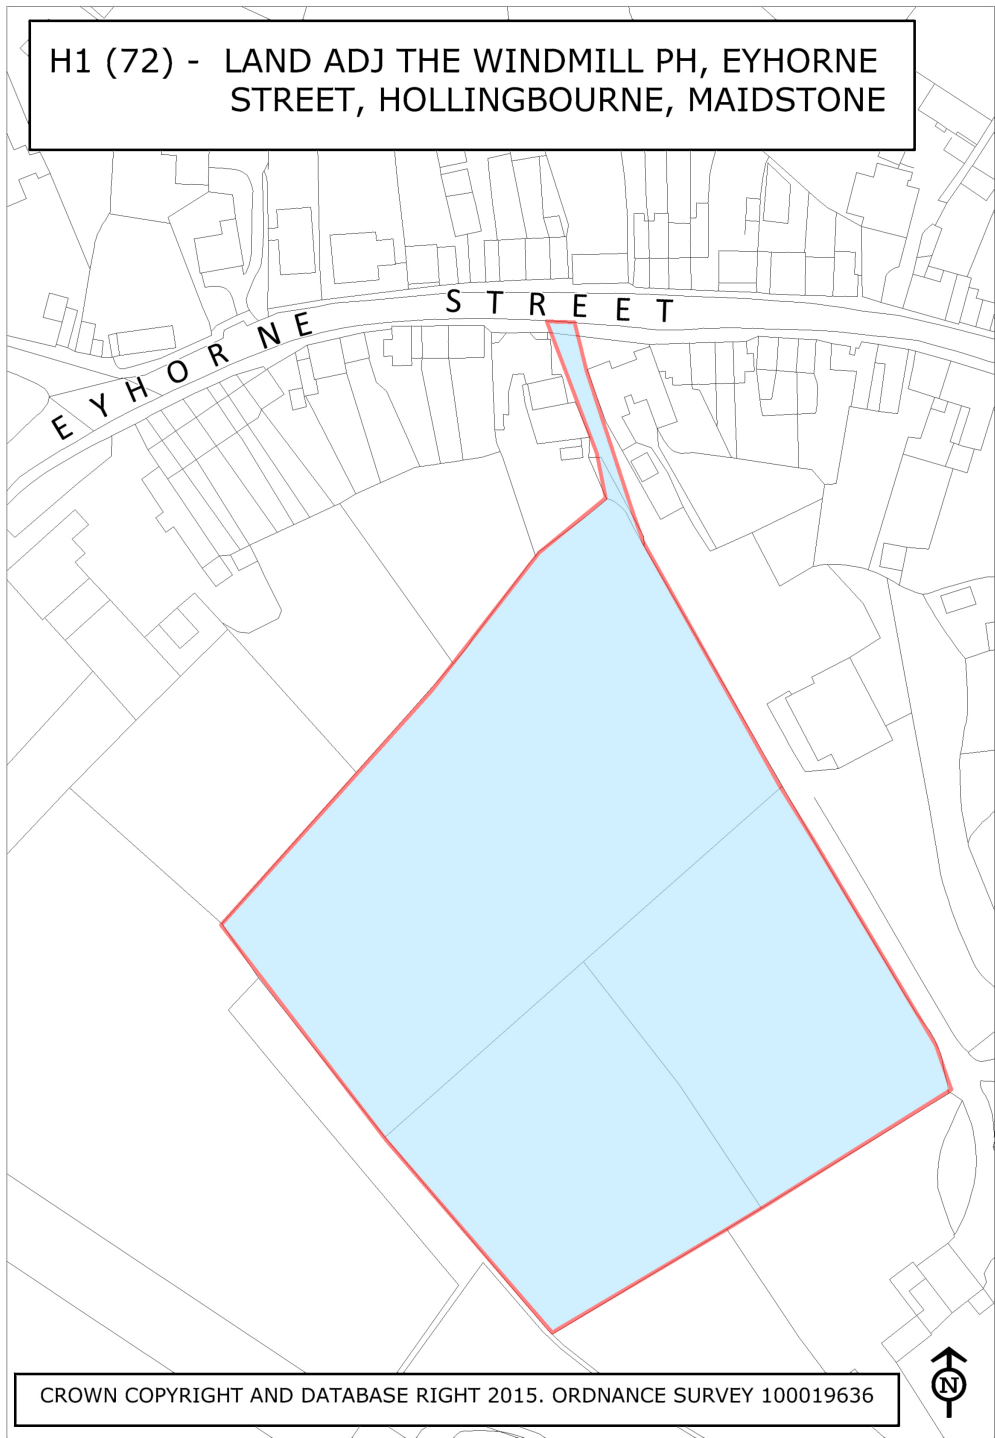 H1 (72) - LAND ADJ THE WINDMILL PH, EYHORNE
STREET, HOLLINGBOURNE, MAIDSTONE
EYHORNE STREET
N
CROWN COPYRIGHT AND DATABASE RIGHT 2015. ORDNANCE SURVEY 100019636